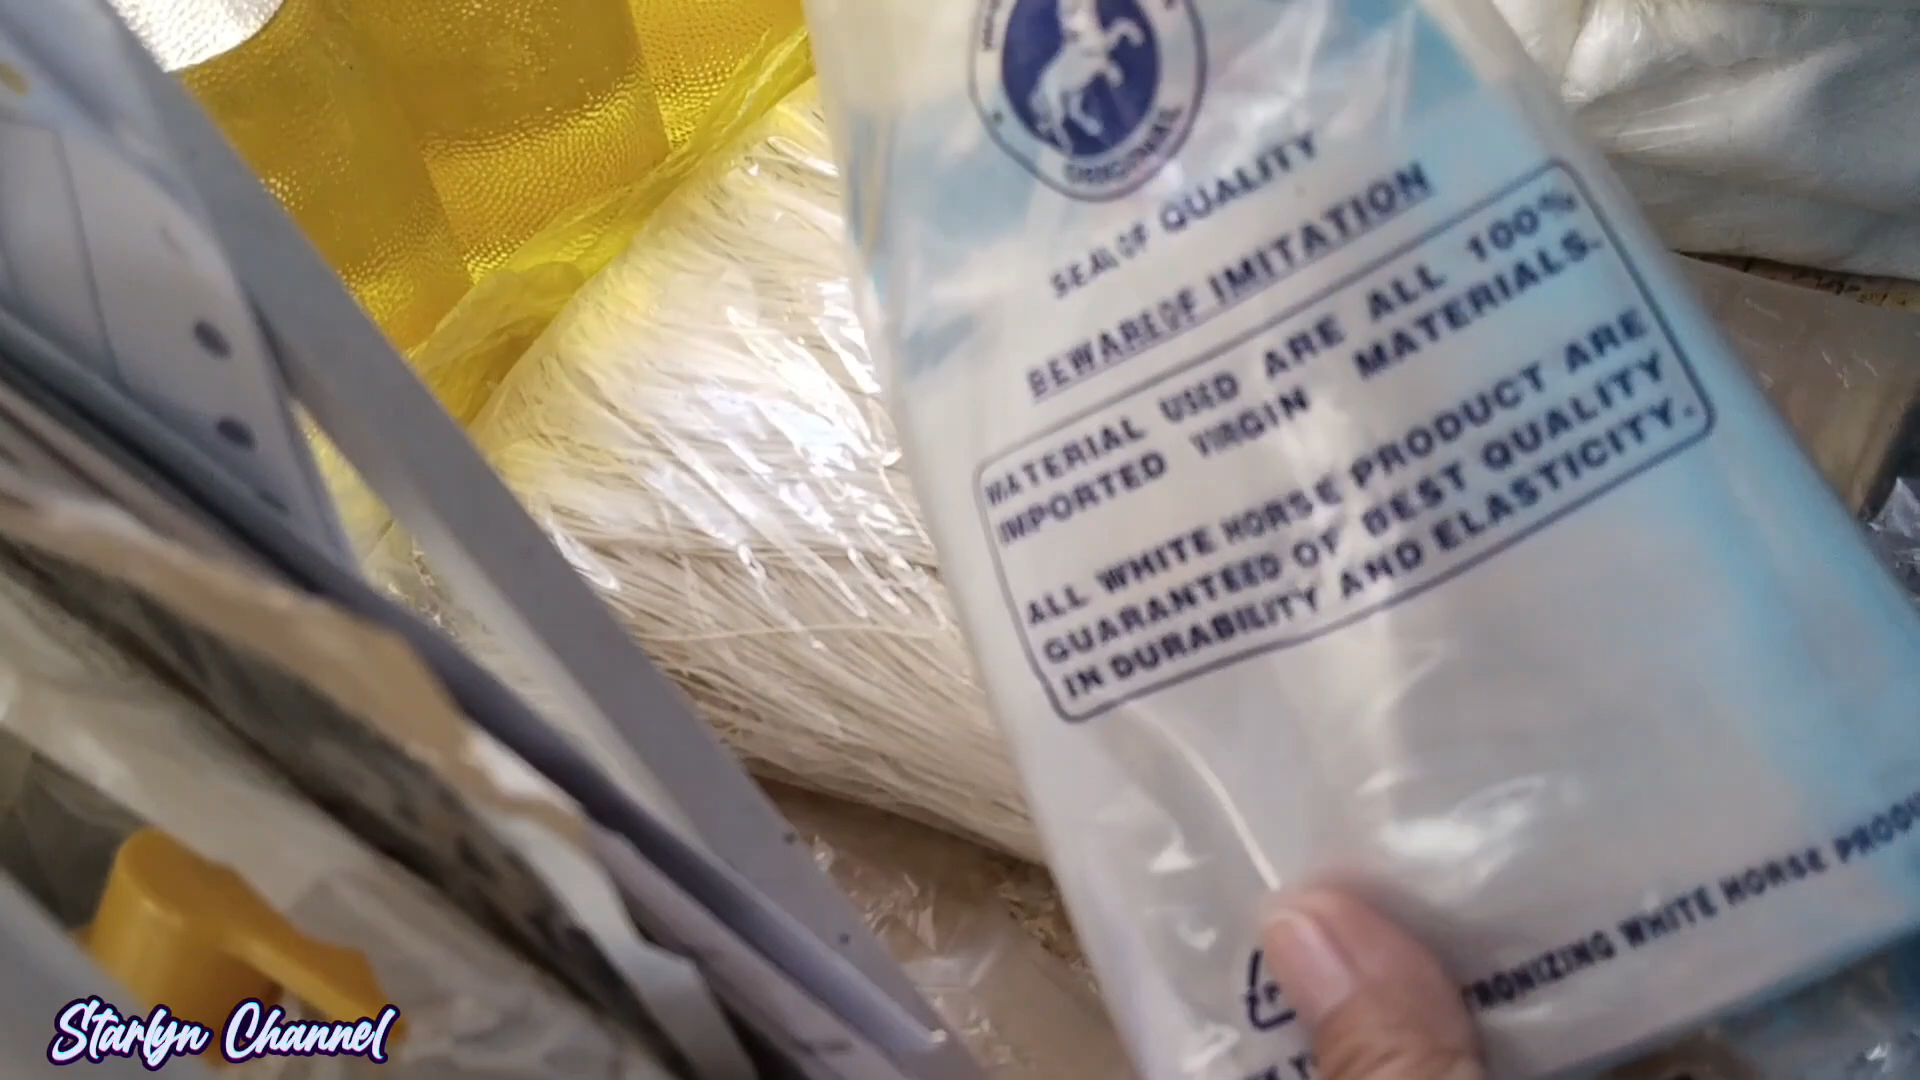 ORIGINAL
SEAL OF QUALITY
BEWARE OF IMITATION
MATERIAL USED ARE ALL 100%
IMPORTED VIRGIN MATERIALS.
ALL WHITE HORSE PRODUCT ARE
GUARANTEED OF BEST QUALITY
IN DURABILITY AND ELASTICITY.
WHITE HORSE
Starlyn Channel